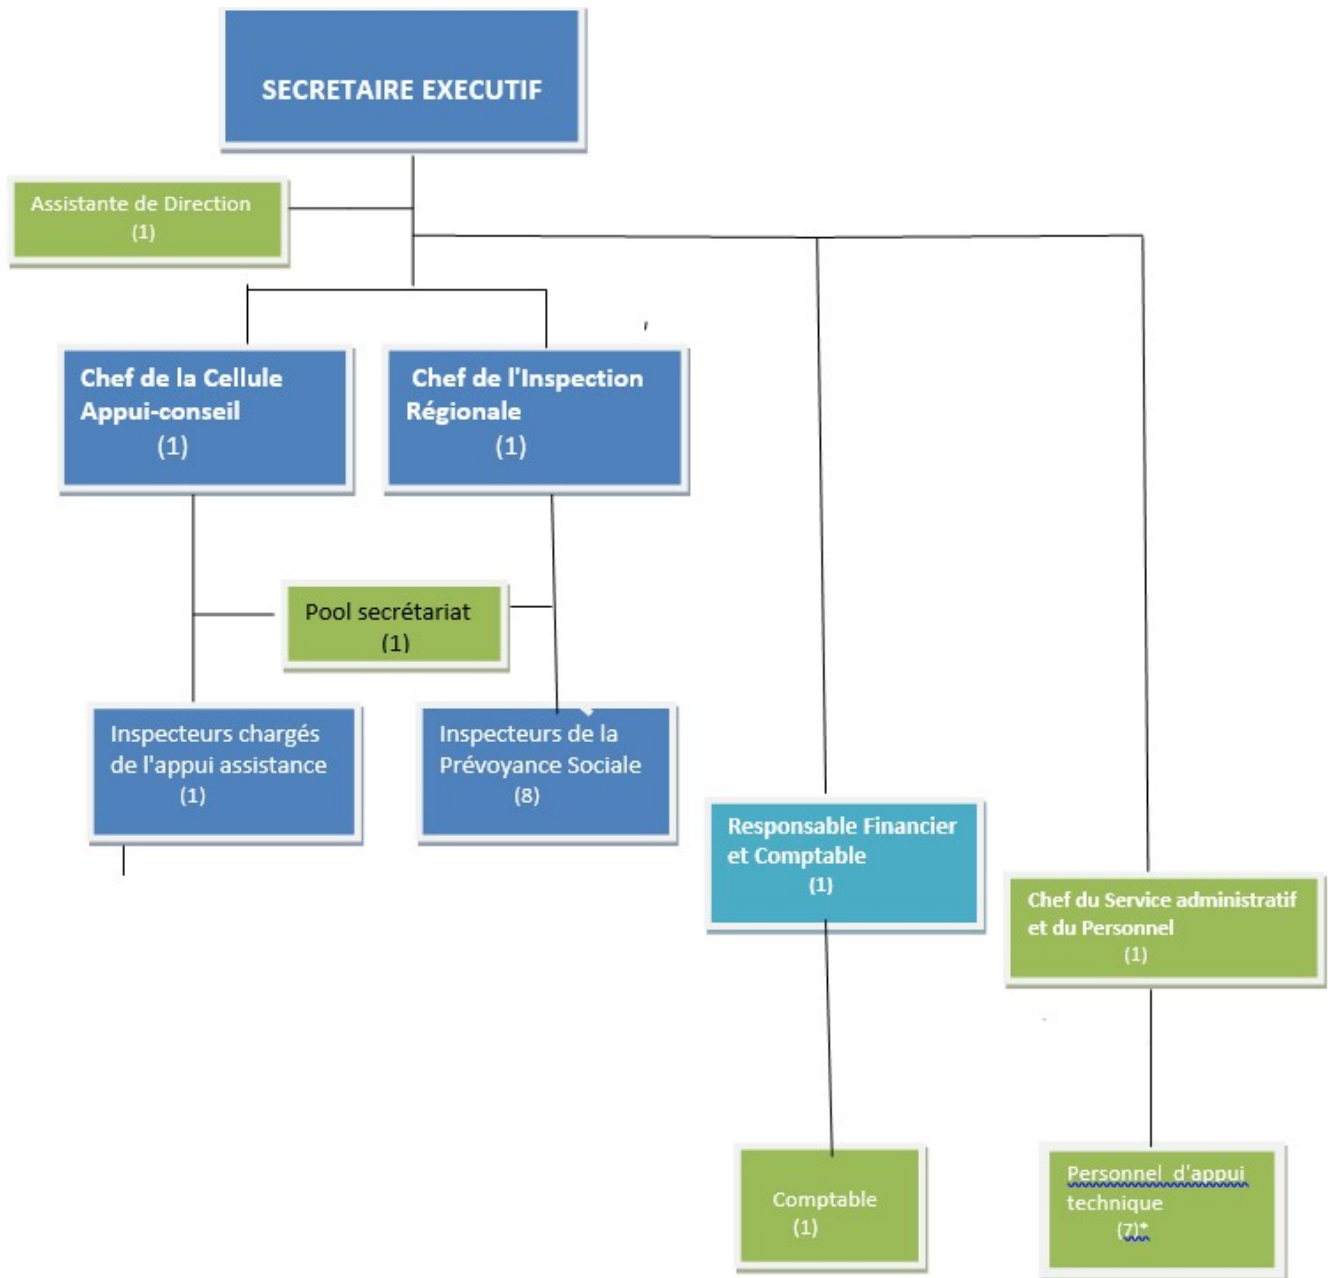 SECRETAIRE EXECUTIF
Assistante de Direction
(1)
Chef de la Cellule
Appui-conseil
(1)
Chef de l'Inspection
Régionale
(1)
Pool secrétariat
(1)
Inspecteurs chargés
de l'appui assistance
(1)
Inspecteurs de la
Prévoyance Sociale
(8)
Responsable Financier
et Comptable
(1)
Chef du Service administratif
et du Personnel
(1)
Comptable
(1)
Personnel d'appui
technique
(7)*